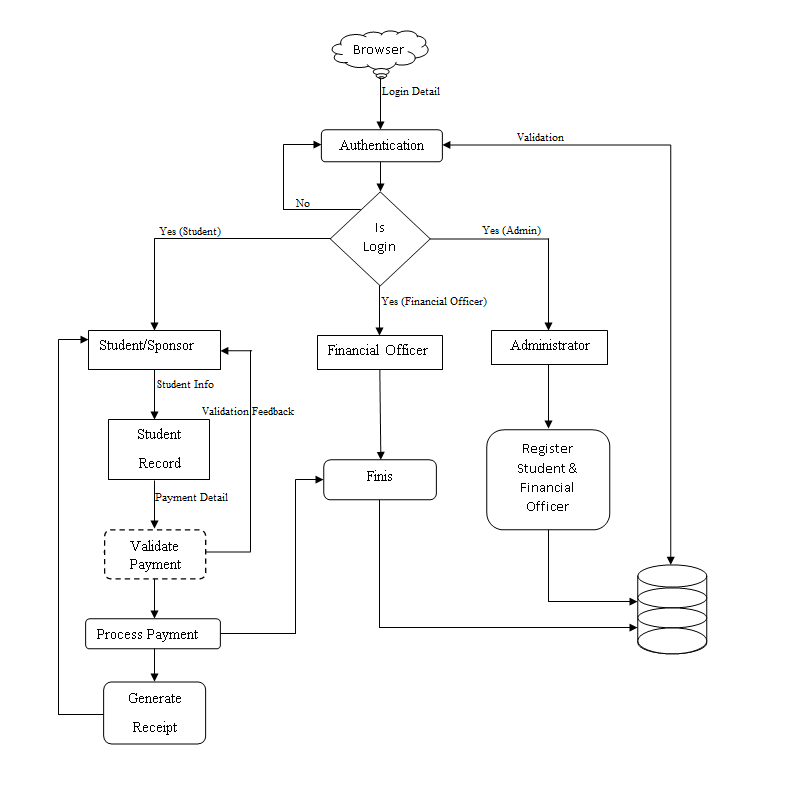 Browser
Login Detail
Authentication
Validation
No
Is
Login
Yes (Student)
Yes (Admin)
Yes (Financial Officer)
Student/Sponsor
Financial Officer
Administrator
Student Info
Validation Feedback
Student
Record
Register
Student &
Financial
Officer
Finis
Payment Detail
Validate
Payment
Process Payment
Generate
Receipt